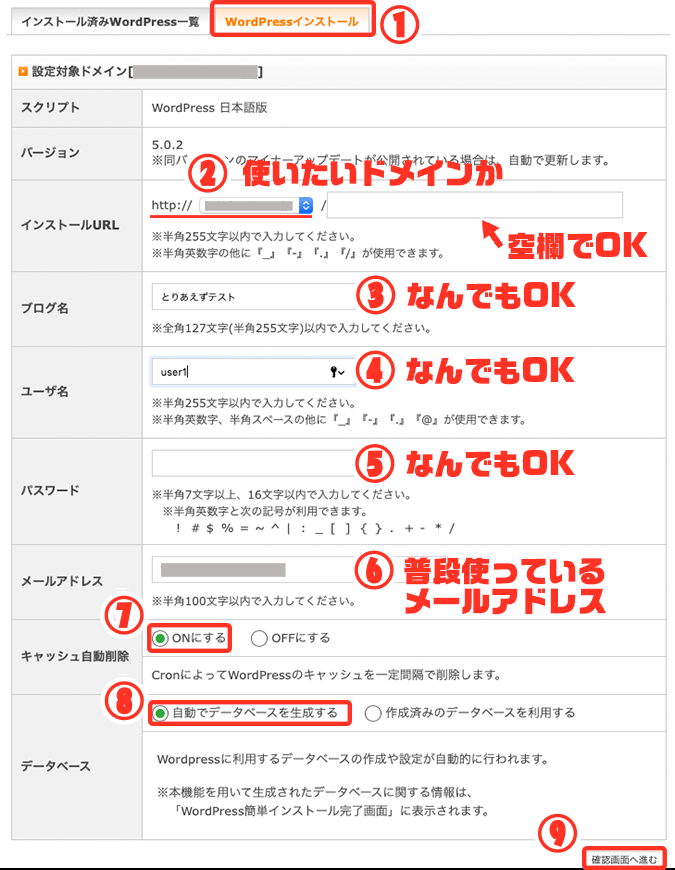 インストール済みWordPress一覧 WordPressインストール ①
設定対象ドメイン[ ]
スクリプト WordPress 日本語版
バージョン 5.0.2
※同バ ンのマイナーアップデートが公開されている場合は、自動で更新します。
② 使いたいドメインか
インストールURL http:// /
空欄でOK
※半角255文字以内で入力してください。
※半角英数字の他に『_』『-』『.』『/』が使用できます。
ブログ名 とりあえずテスト ③ なんでもOK
※全角127文字(半角255文字)以内で入力してください。
ユーザ名 user1 ④ なんでもOK
※半角255文字以内で入力してください。
※半角英数字、半角スペースの他に『_』『-』『.』『@』が使用できます。
パスワード ⑤ なんでもOK
※半角7文字以上、16文字以内で入力してください。
※半角英数字と次の記号が利用できます。
! # $ % = ~ ^ | : _ [ ] { } . + - * /
メールアドレス ⑥ 普段使っている
メールアドレス
※半角100文字以内で入力してください。
⑦
キャッシュ自動削除 ONにする OFFにする
CronによってWordPressのキャッシュを一定間隔で削除します。
⑧
データベース 自動でデータベースを生成する 作成済みのデータベースを利用する
Wordpressに利用するデータベースの作成や設定が自動的に行われます。
※本機能を用いて生成されたデータベースに関する情報は、
「WordPress簡単インストール完了画面」に表示されます。
⑨
確認画面へ進む